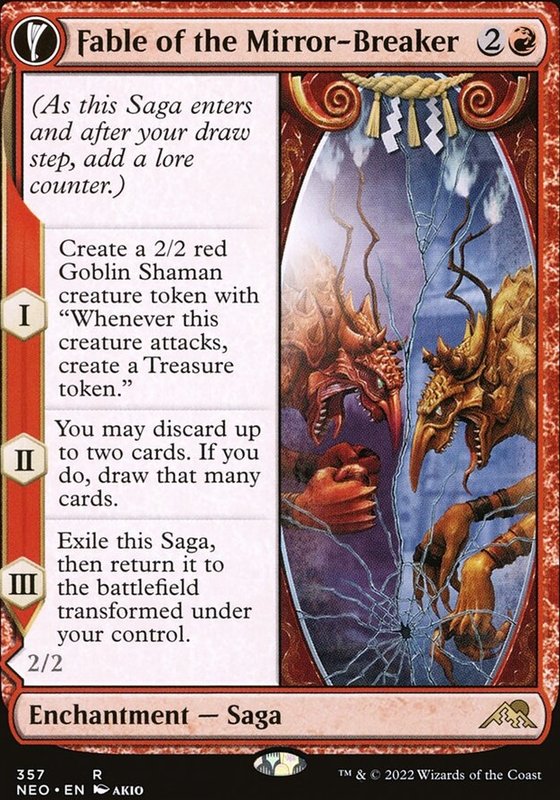 Fable of the Mirror-Breaker 2
(As this Saga enters
and after your draw
step, add a lore
counter.)
I
Create a 2/2 red
Goblin Shaman
creature token with
“Whenever this
creature attacks,
create a Treasure
token.”
II
You may discard up
to two cards. If you
do, draw that many
cards.
III
Exile this Saga,
then return it to
the battlefield
transformed under
your control.
2/2
Enchantment — Saga
357 R
NEO • EN AKIO
™ & © 2022 Wizards of the Coast